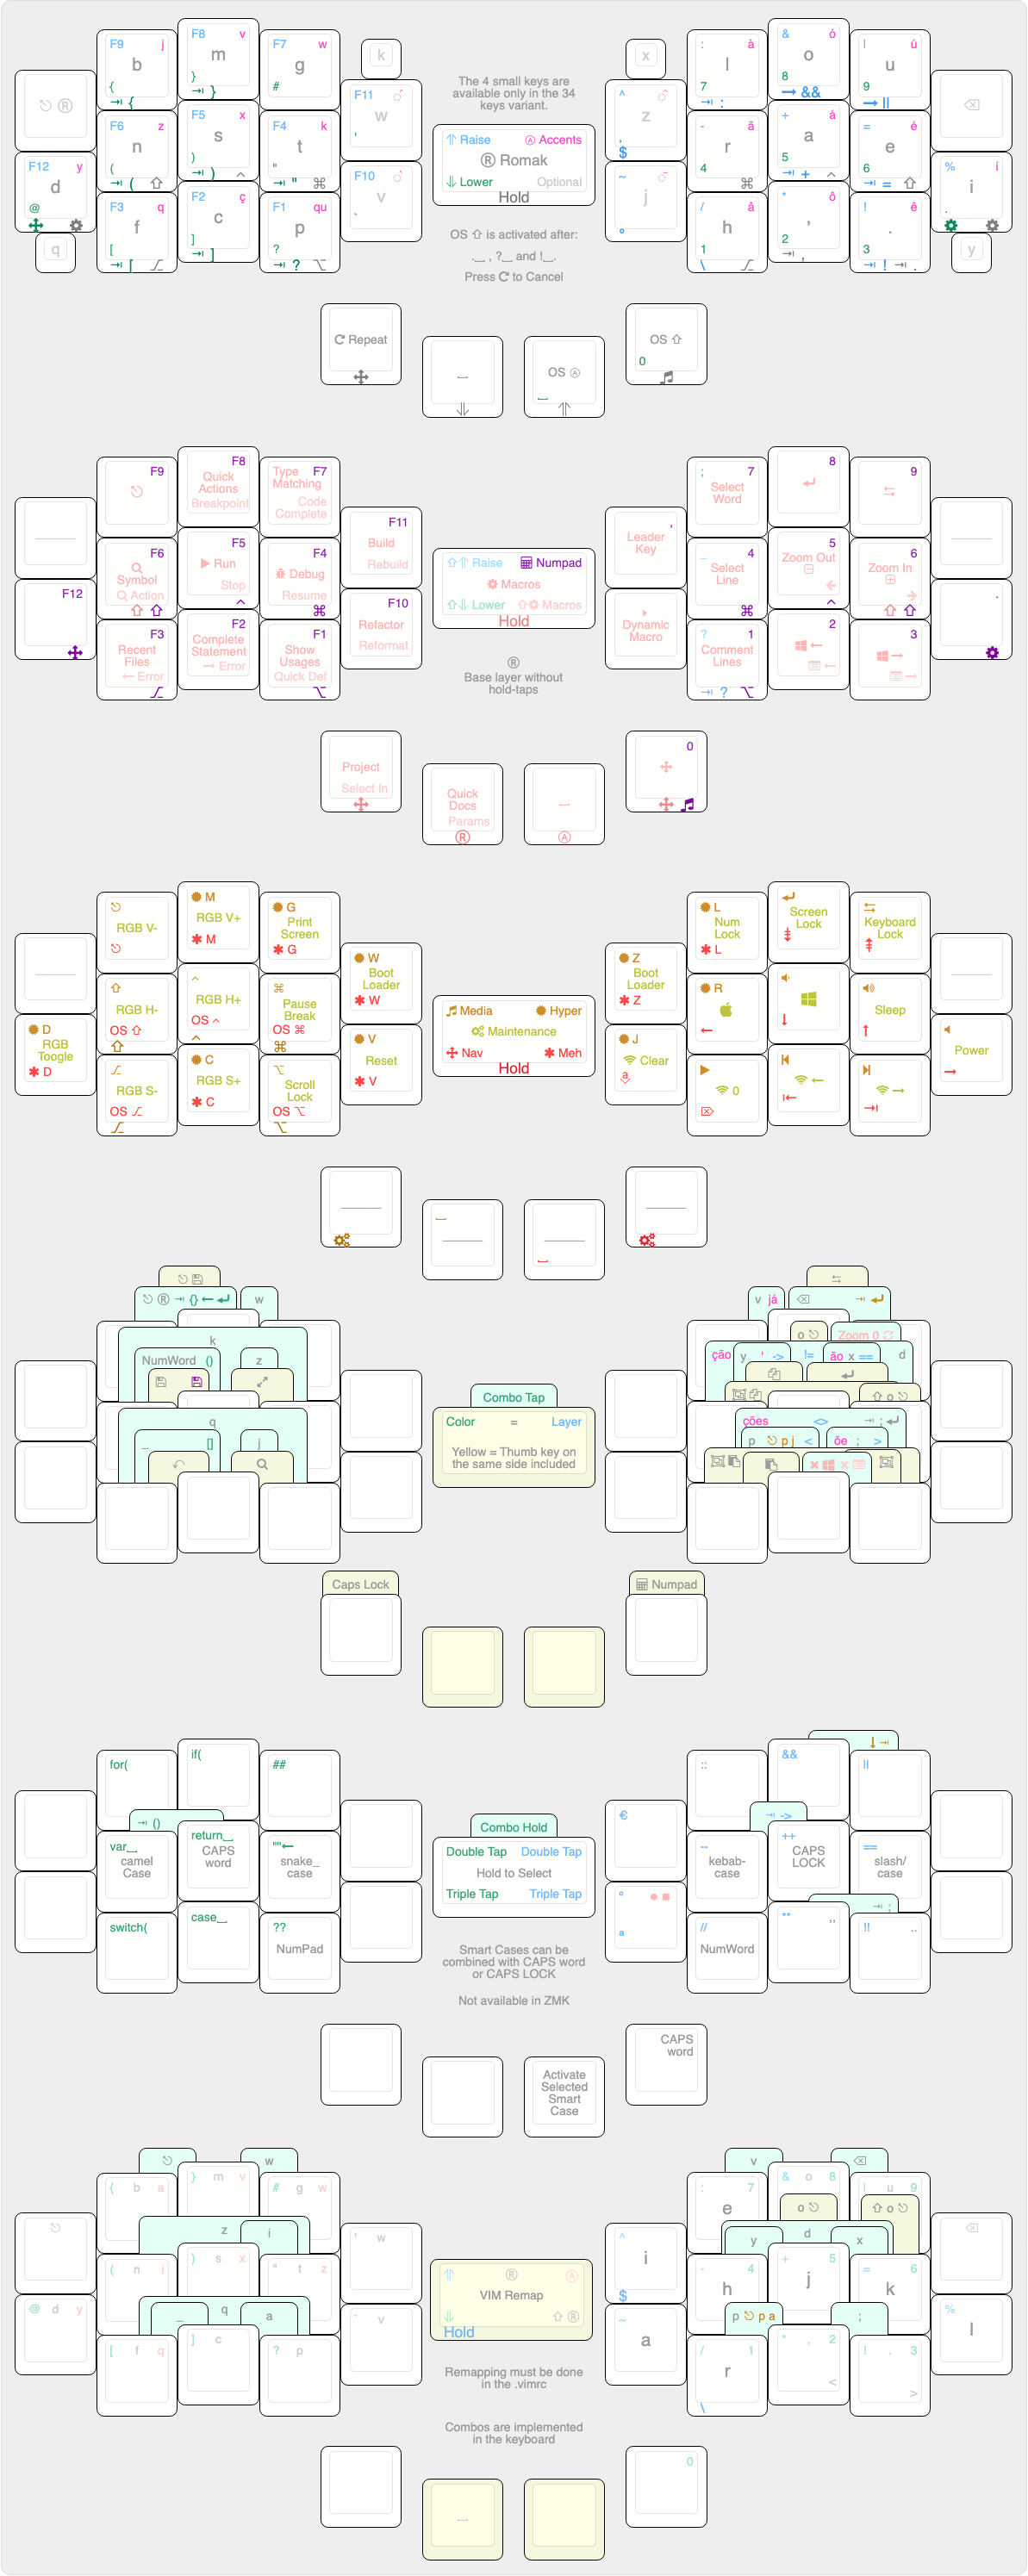 F9 j
b
{
⇥ {
F8 v
m
}
⇥ }
F7 w
g
#
k
F11
w
'
®
F6 z
n
(
⇥ (
F5 x
s
)
⇥ )
F4 k
t
"
⇥ " ⌘
F12 y
d
@
F10
v
`
F3 q
f
[
⇥ [
F2 ç
c
]
⇥ ]
F1 qu
p
?
⇥ ?
q
The 4 small keys are
available only in the 34
keys variant.
Raise Ⓐ Accents
® Romak
Lower Optional
Hold
OS ⇧ is activated after:
.⎵ , ?⎵ and !⎵.
Press to Cancel
x
: à
l
7
⇥ :
& ó
o
8
→ &&
| ú
u
9
→ ||
^
z
,
$
- ã
r
4
⌘
+ á
a
5
⇥ +
= é
e
6
⇥ =
% í
i
.
~
j
°
/ â
h
1
\
* ô
,
2
⇥ ,
! ê
.
3
⇥ ! ⇥ .
y
Repeat
⎵
OS Ⓐ
⎵
OS ⇧
0
F9
F8
Quick
Actions
Breakpoint
Type F7
Matching
Code
Complete
F11
Build
Rebuild
F6
Symbol
Action
F5
Run
Stop
F4
Debug
Resume
⌘
F12
F10
Refactor
Reformat
F3
Recent
Files
← Error
F2
Complete
Statement
→ Error
F1
Show
Usages
Quick Def
Raise Numpad
Macros
Lower Macros
Hold
®
Base layer without
hold-taps
; 7
Select
Word
8
9
'
Leader
Key
_ 4
Select
Line
⌘
5
Zoom Out
6
Zoom In
.
Dynamic
Macro
? 1
Comment
Lines
⇥ ?
2
3
Project
Select In
Quick
Docs
Params
®
⎵
Ⓐ
0
RGB V-
M
RGB V+
✱ M
G
Print
Screen
✱ G
W
Boot
Loader
✱ W
RGB H-
OS ⇧
RGB H+
OS ^
⌘
Pause
Break
OS ⌘
⌘
D
RGB
Toogle
✱ D
V
Reset
✱ V
RGB S-
OS ⌥
C
RGB S+
✱ C
Scroll
Lock
OS ⌥
Media Hyper
Maintenance
Nav ✱ Meh
Hold
L
Num
Lock
✱ L
Screen
Lock
Keyboard
Lock
Z
Boot
Loader
✱ Z
R
Sleep
Power
J
Clear
a
0
⎵
⎵
® ⇥ {} ←
w
k
NumWord ()
z
q
_ []
j
Combo Tap
Color = Layer
Yellow = Thumb key on
the same side included
v já
o
Zoom 0
ção y ' -> != ão x == d
o
ções <> ⇥ ;
p p j < õe ; >
Caps Lock
Numpad
for(
if(
##
⇥ ()
var⎵
camel
Case
return⎵
CAPS
word
""←
snake_
case
switch(
case⎵
??
NumPad
Combo Hold
Double Tap Double Tap
Hold to Select
Triple Tap Triple Tap
Smart Cases can be
combined with CAPS word
or CAPS LOCK
Not available in ZMK
::
&&
||
€
⇥ ->
--
kebab-
case
++
CAPS
LOCK
==
slash/
case
°
a
⇥ ;
//
NumWord
** ,,
!! ..
Activate
Selected
Smart
Case
CAPS
word
w
{ b a
} m v
# g w
z i
' w
( n i
) s x
" t z
@ d y
_ q a
` v
[ f q
] c
? p
®
Ⓐ
VIM Remap
®
Hold
Remapping must be done
in the .vimrc
Combos are implemented
in the keyboard
v
: 7
e
& o 8
o
| u 9
o
y d x
^
i
$
- 4
h
+ 5
j
= 6
k
%
l
p p a
;
~
a
/ 1
r
\
* , 2
<
! . 3
>
⎵
0